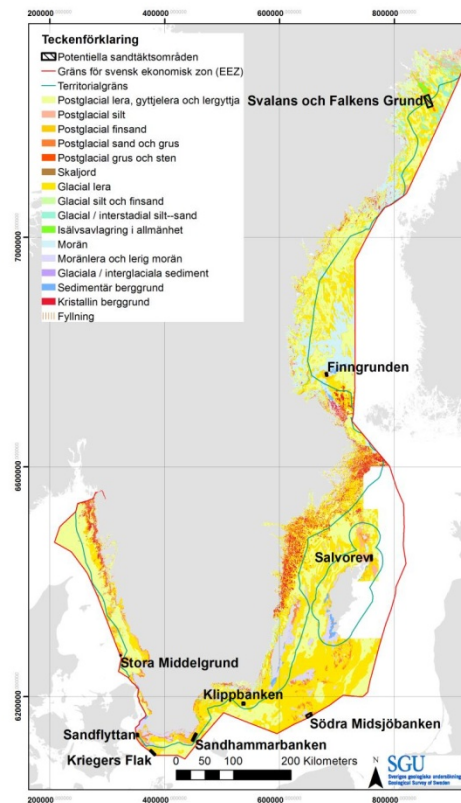 200000 400000 600000 800000
Teckenförklaring
Potentiella sandtäktsområden
Gräns för svensk ekonomisk zon (EEZ)
Territorialgräns
Postglacial lera, gyttjelera och lergyttja
Postglacial silt
Postglacial finsand
Postglacial sand och grus
Postglacial grus och sten
Skaljord
Glacial lera
Glacial silt och finsand
Glacial / interstadial silt--sand
Isälvsavlagring i allmänhet
Morän
Moränlera och lerig morän
Glaciala / interglaciala sediment
Sedimentär berggrund
Kristallin berggrund
Fyllning
Svalans och Falkens Grund
7000000
Finngrunden
6600000
Salvorev
Stora Middelgrund
Klippbanken
6200000
Södra Midsjöbanken
Sandflyttan
Sandhammarbanken
Kriegers Flak
0 100 200 Kilometers
N
SGU
Sveriges geologiska undersökning
Geological Survey of Sweden
200000 400000 600000 800000